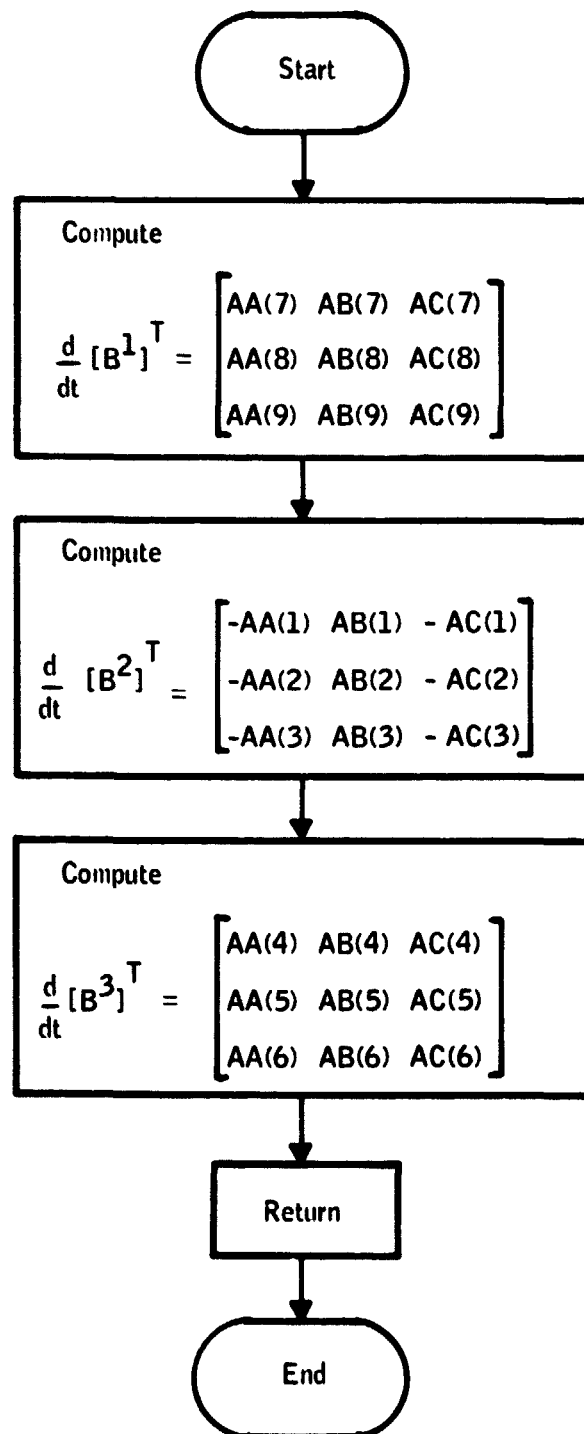 Start
Compute
d/dt [B^1]^T = [AA(7) AB(7) AC(7)
AA(8) AB(8) AC(8)
AA(9) AB(9) AC(9)]
Compute
d/dt [B^2]^T = [-AA(1) AB(1) - AC(1)
-AA(2) AB(2) - AC(2)
-AA(3) AB(3) - AC(3)]
Compute
d/dt [B^3]^T = [AA(4) AB(4) AC(4)
AA(5) AB(5) AC(5)
AA(6) AB(6) AC(6)]
Return
End